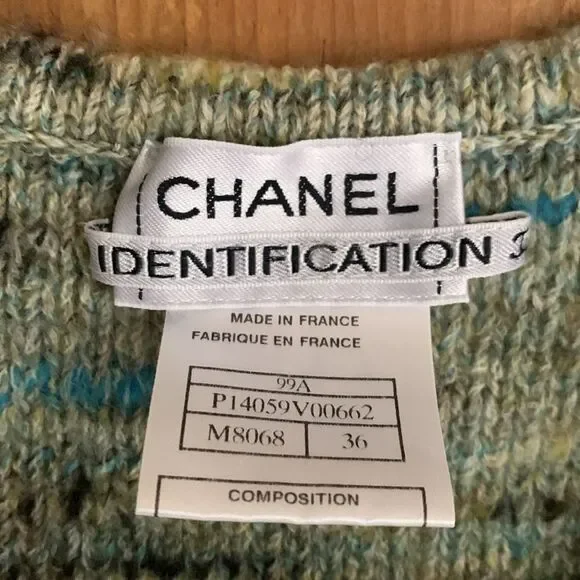 CHANEL
IDENTIFICATION
MADE IN FRANCE
FABRIQUE EN FRANCE
99A
P14059V00662
M8068 36
COMPOSITION